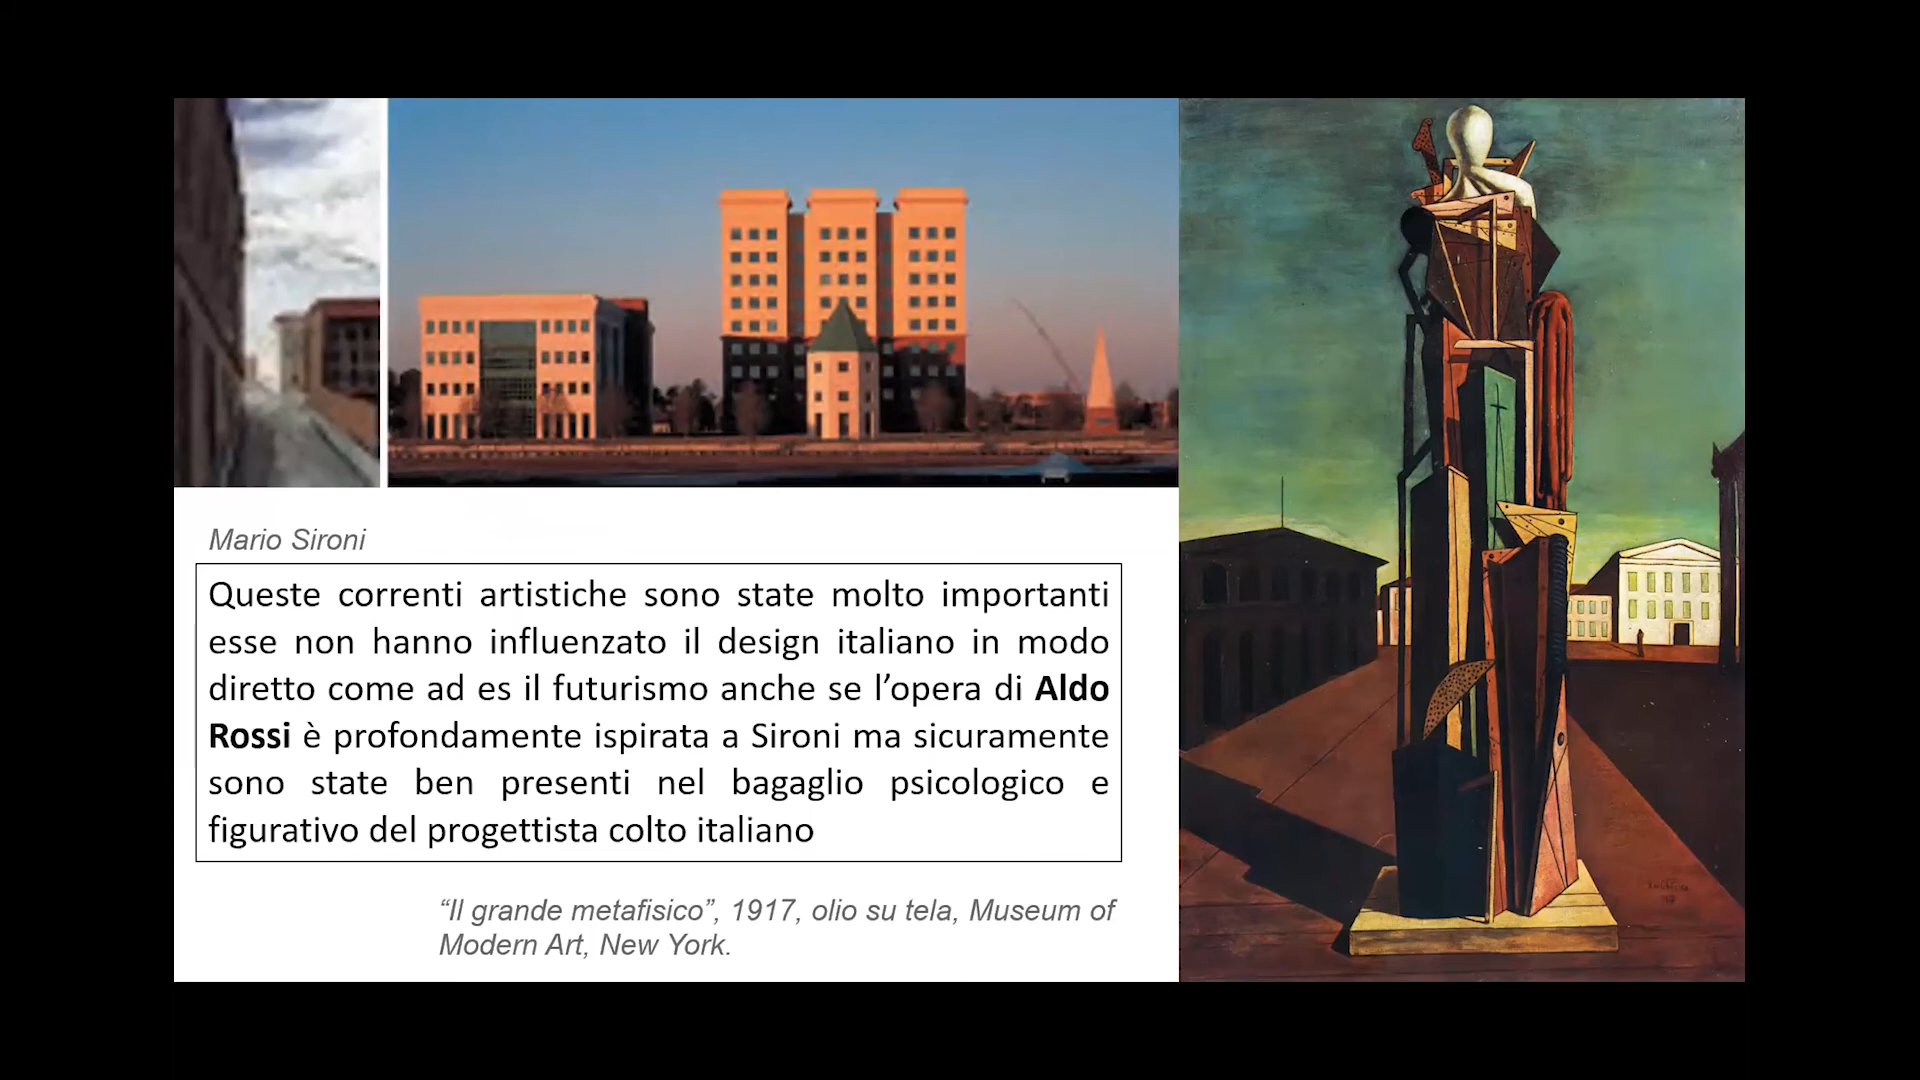 Mario Sironi
Queste correnti artistiche sono state molto importanti
esse non hanno influenzato il design italiano in modo
diretto come ad es il futurismo anche se l’opera di Aldo
Rossi è profondamente ispirata a Sironi ma sicuramente
sono state ben presenti nel bagaglio psicologico e
figurativo del progettista colto italiano
“Il grande metafisico”, 1917, olio su tela, Museum of
Modern Art, New York.